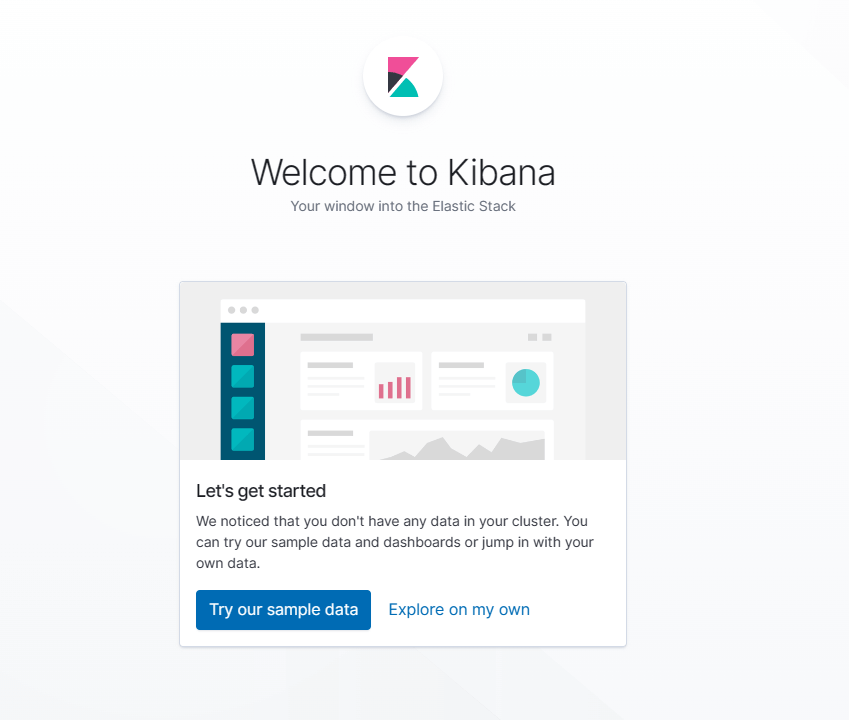 Welcome to Kibana
Your window into the Elastic Stack
Let's get started
We noticed that you don't have any data in your cluster. You
can try our sample data and dashboards or jump in with your
own data.
Try our sample data
Explore on my own